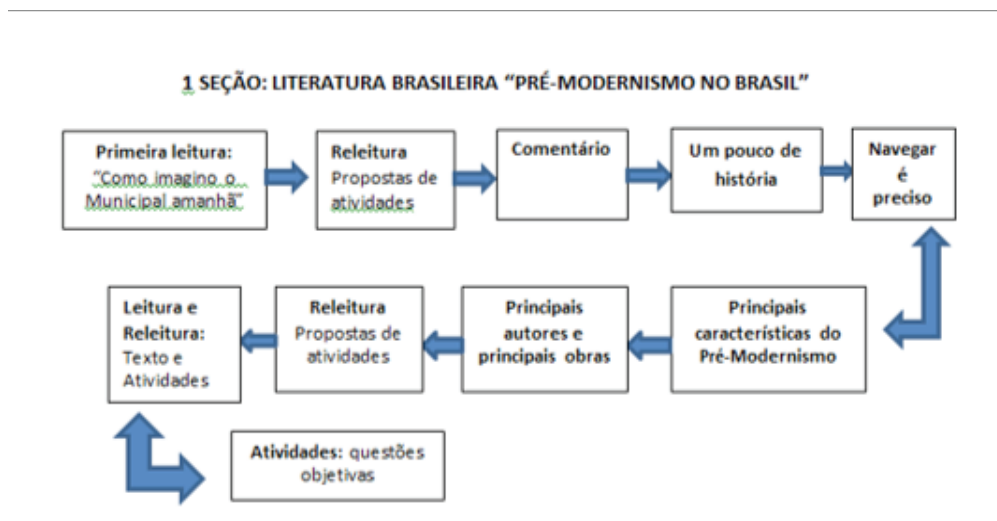 1 SEÇÃO: LITERATURA BRASILEIRA “PRÉ-MODERNISMO NO BRASIL”
Primeira leitura:
“Como imagino o
Municipal amanhã”
Releitura
Propostas de
atividades
Comentário
Um pouco de
história
Navegar
é
preciso
Principais
características do
Pré-Modernismo
Principais
autores e
principais obras
Releitura
Propostas de
atividades
Leitura e
Releitura:
Texto e
Atividades
Atividades: questões
objetivas